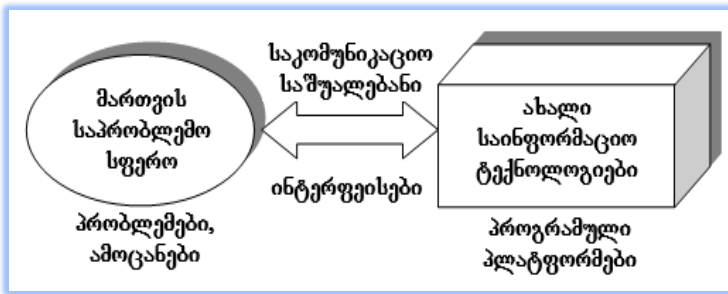 მართვის
საპრობლემო
სფერო
პრობლემები,
ამოცანები
საკომუნიკაციო
საშუალებანი
ინტერფეისები
ახალი
საინფორმაციო
ტექნოლოგიები
პროგრამული
პლატფორმები